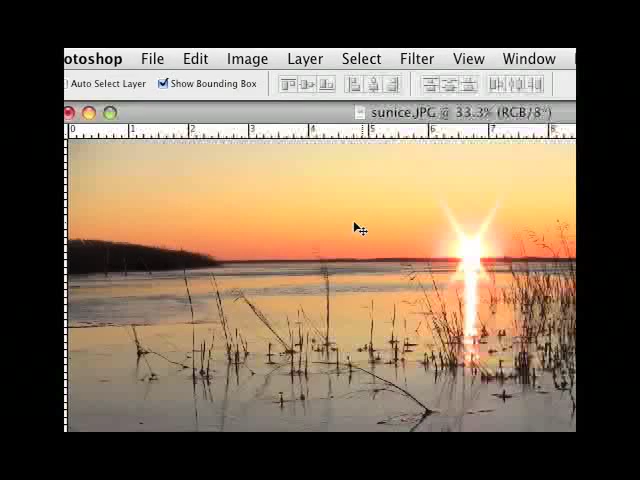 otoshop File Edit Image Layer Select Filter View Window
Auto Select Layer Show Bounding Box
sunice.JPG @ 33.3% (RGB/8*)
0 1 2 3 4 5 6 7 8